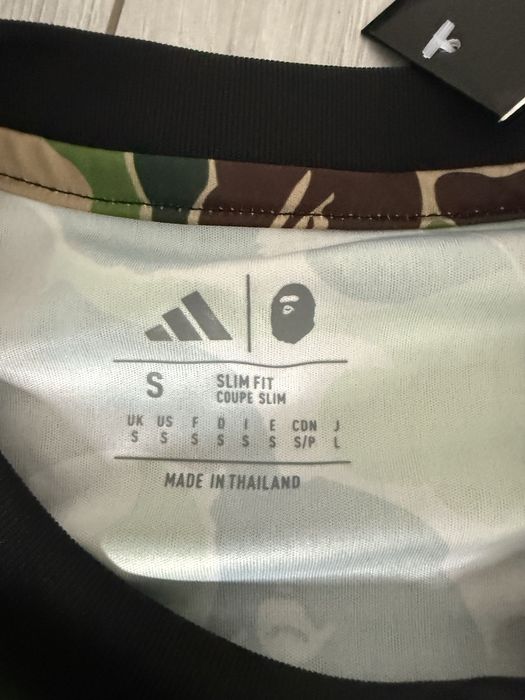 S
SLIM FIT
COUPE SLIM
UK US F D I E CDN J
S S S S S S S/P L
MADE IN THAILAND